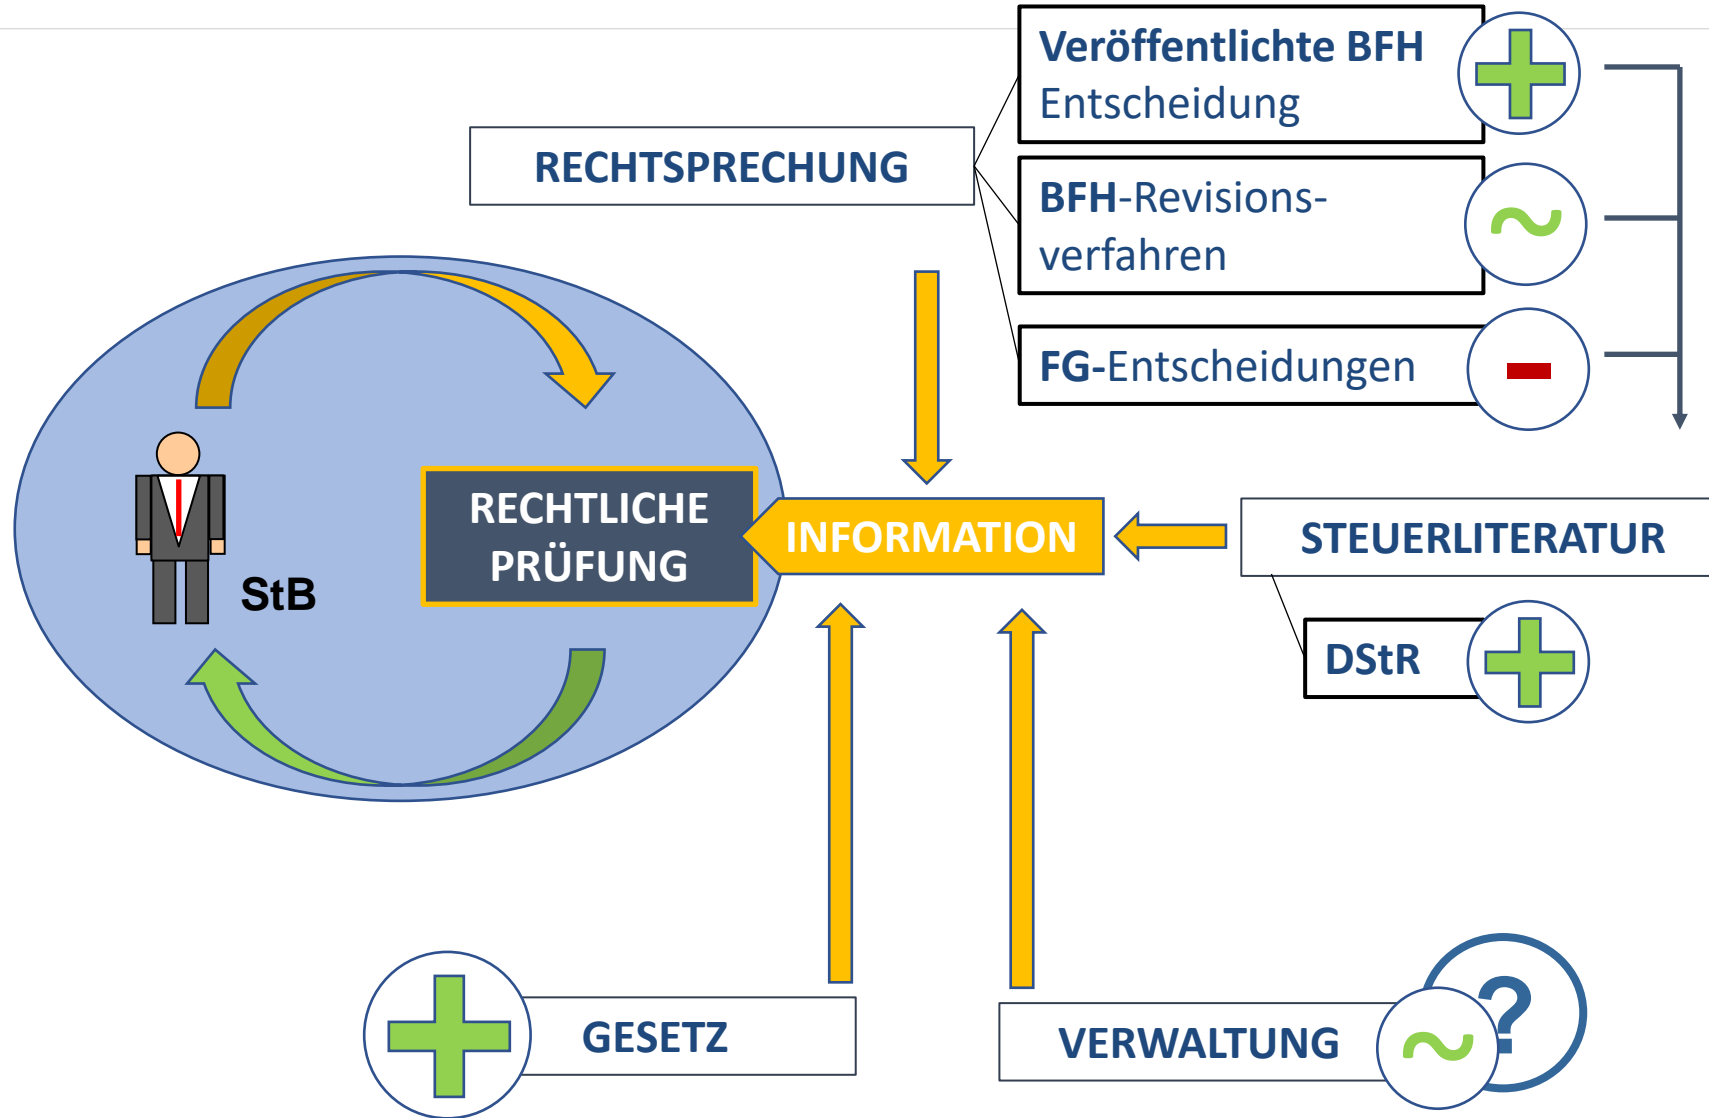 Veröffentlichte BFH
Entscheidung
RECHTSPRECHUNG
BFH-Revisions-
verfahren
~
FG-Entscheidungen
RECHTLICHE
PRÜFUNG
INFORMATION
STEUERLITERATUR
StB
DStR
GESETZ
VERWALTUNG
~
?